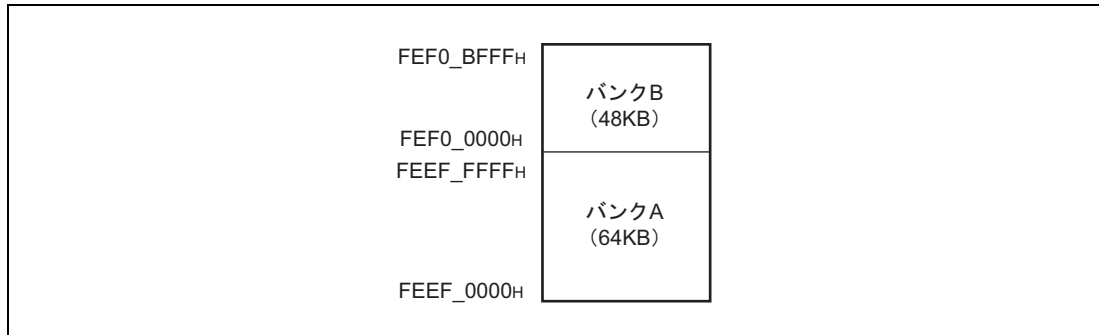 FEF0_BFFFH
バンクB
（48KB）
FEF0_0000H
FEEF_FFFFH
バンクA
（64KB）
FEEF_0000H